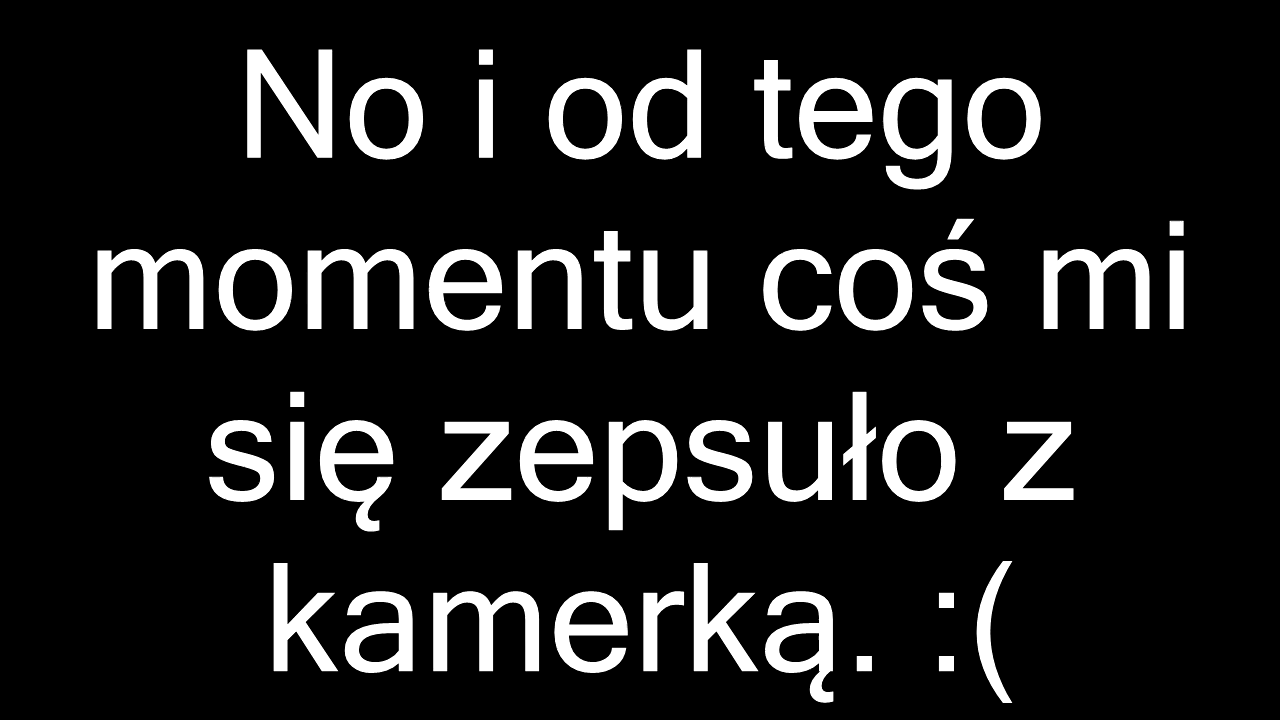 No i od tego
momentu coś mi
się zepsuło z
kamerką. :(